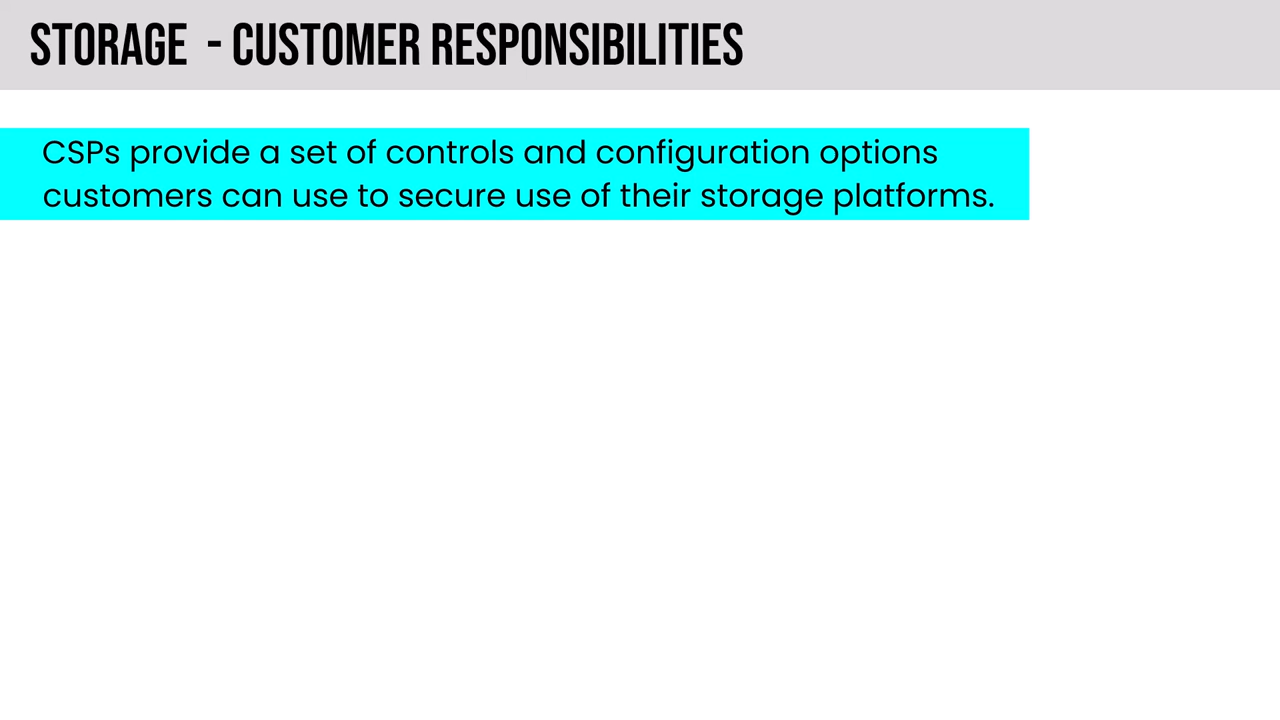 STORAGE - CUSTOMER RESPONSIBILITIES
CSPs provide a set of controls and configuration options
customers can use to secure use of their storage platforms.